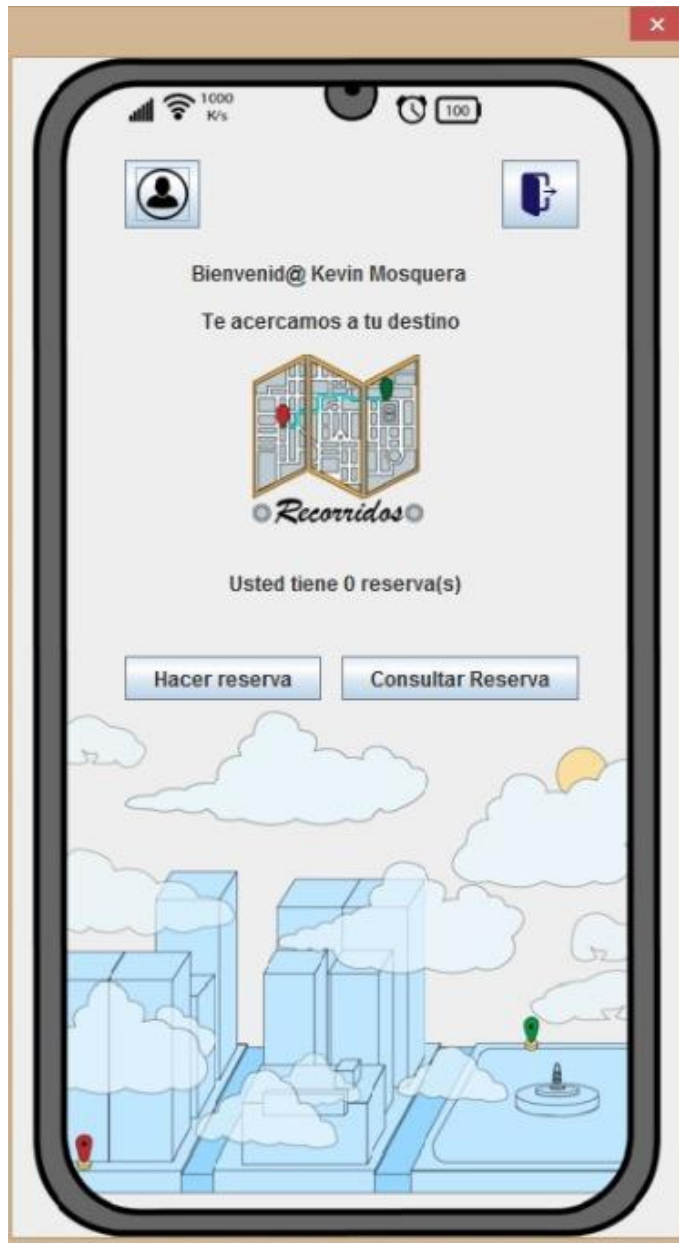 1000
K/s
100
Bienvenid@ Kevin Mosquera
Te acercamos a tu destino
Recorridos
Usted tiene 0 reserva(s)
Hacer reserva
Consultar Reserva